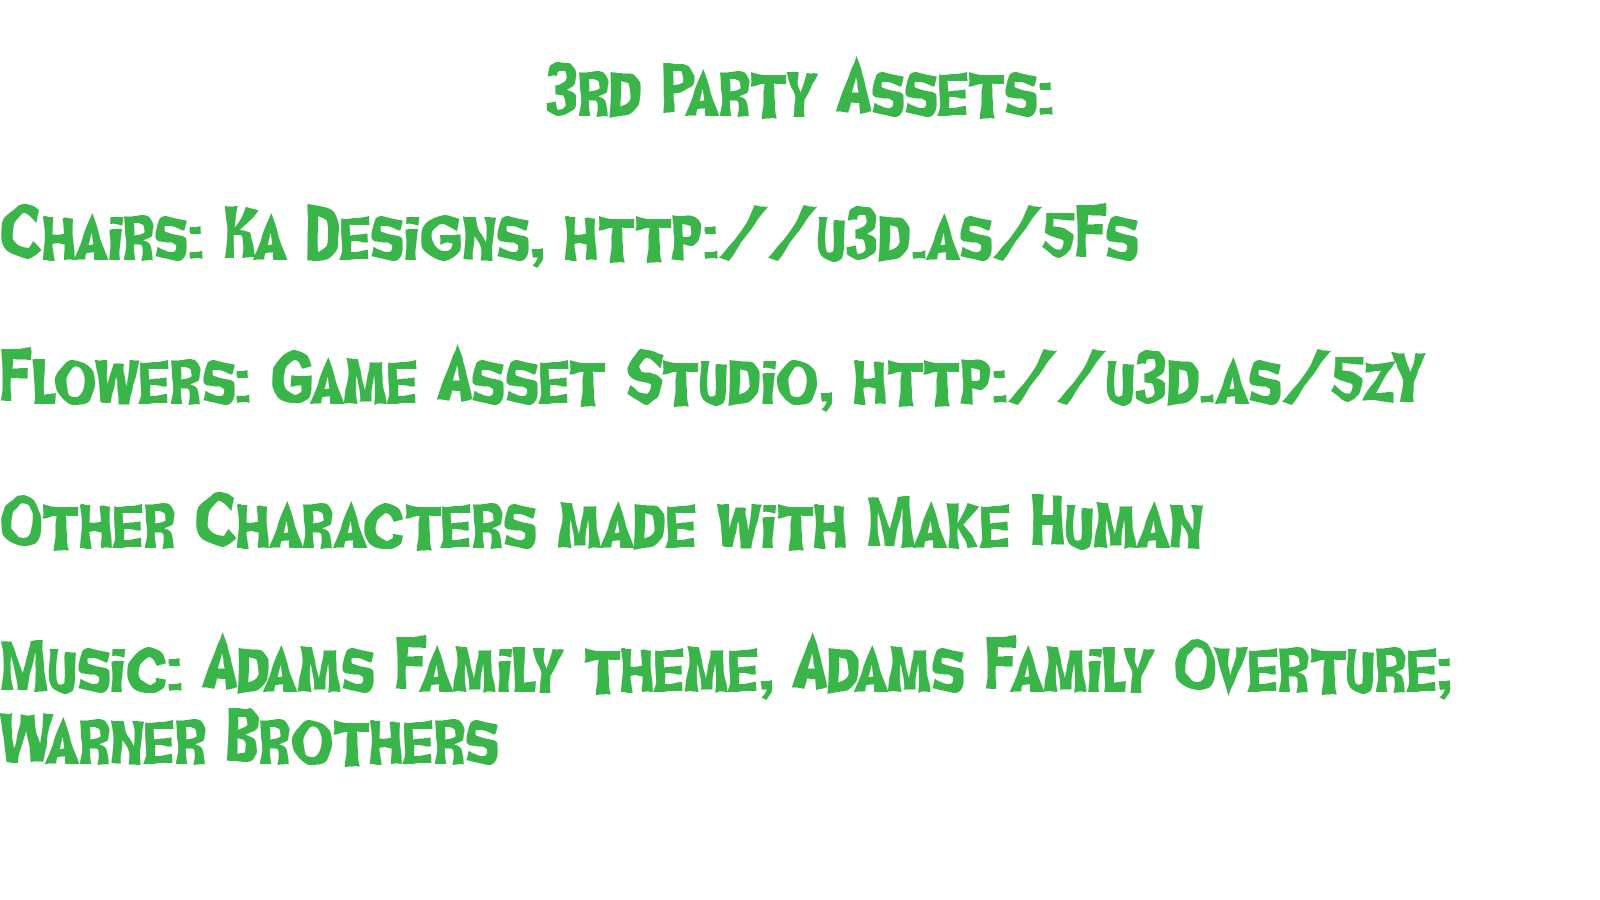 3rd Party Assets:
Chairs: Ka Designs, http://u3d.as/5Fs
Flowers: Game Asset Studio, http://u3d.as/5zY
Other Characters made with Make Human
Music: Adams Family theme, Adams Family Overture;
Warner Brothers